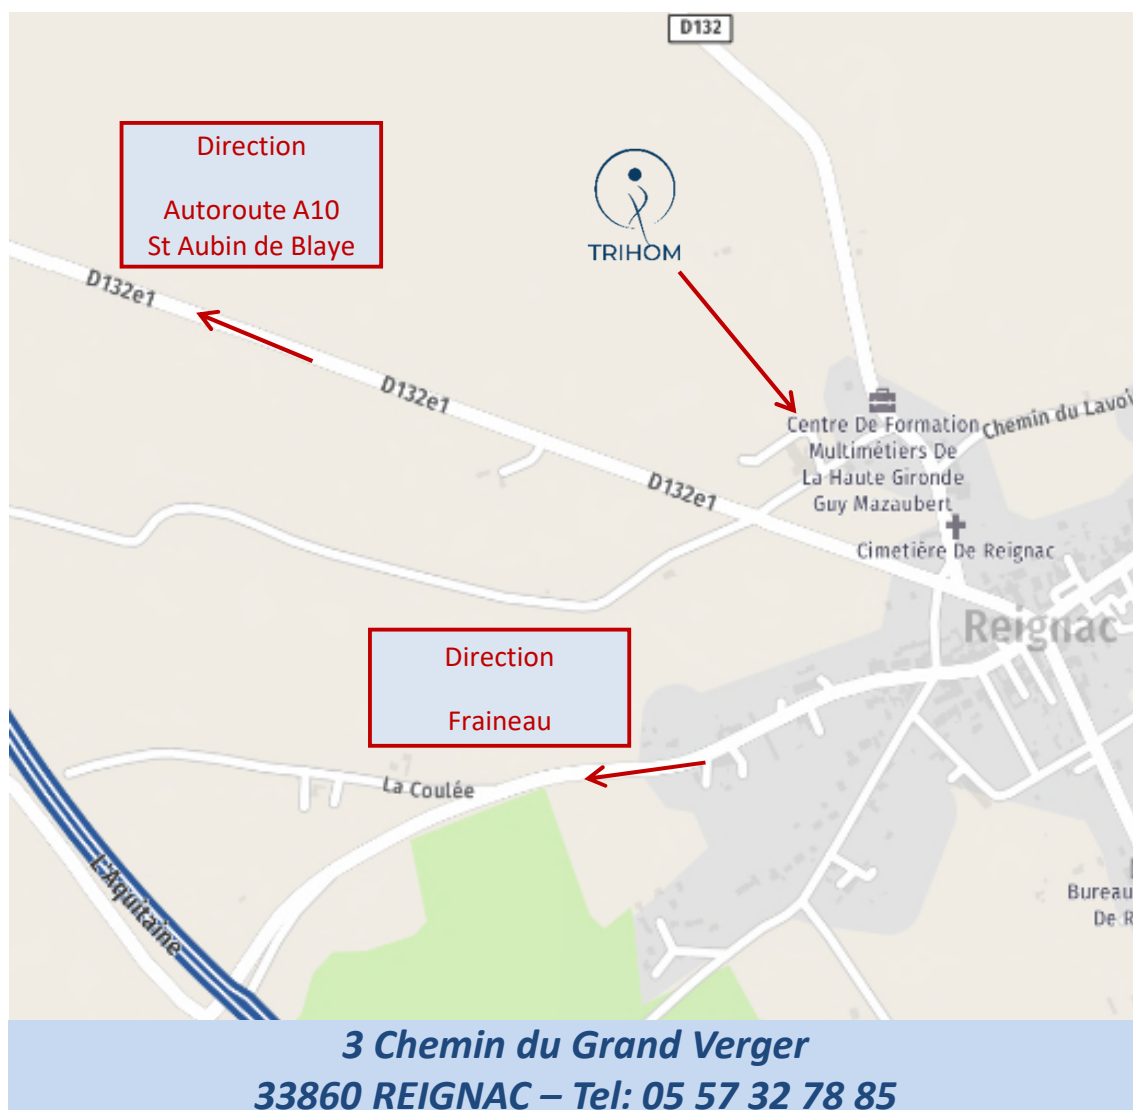 D132
Direction
Autoroute A10
St Aubin de Blaye
TRIHOM
D132e1
D132e1
D132e1
Centre De Formation
Multimétiers De
La Haute Gironde
Guy Mazaubert
Chemin du Lavoi
Cimetière De Reignac
Reignac
Direction
Fraineau
La Coulée
L'Aquitaine
Bureau
De R
3 Chemin du Grand Verger
33860 REIGNAC – Tel: 05 57 32 78 85